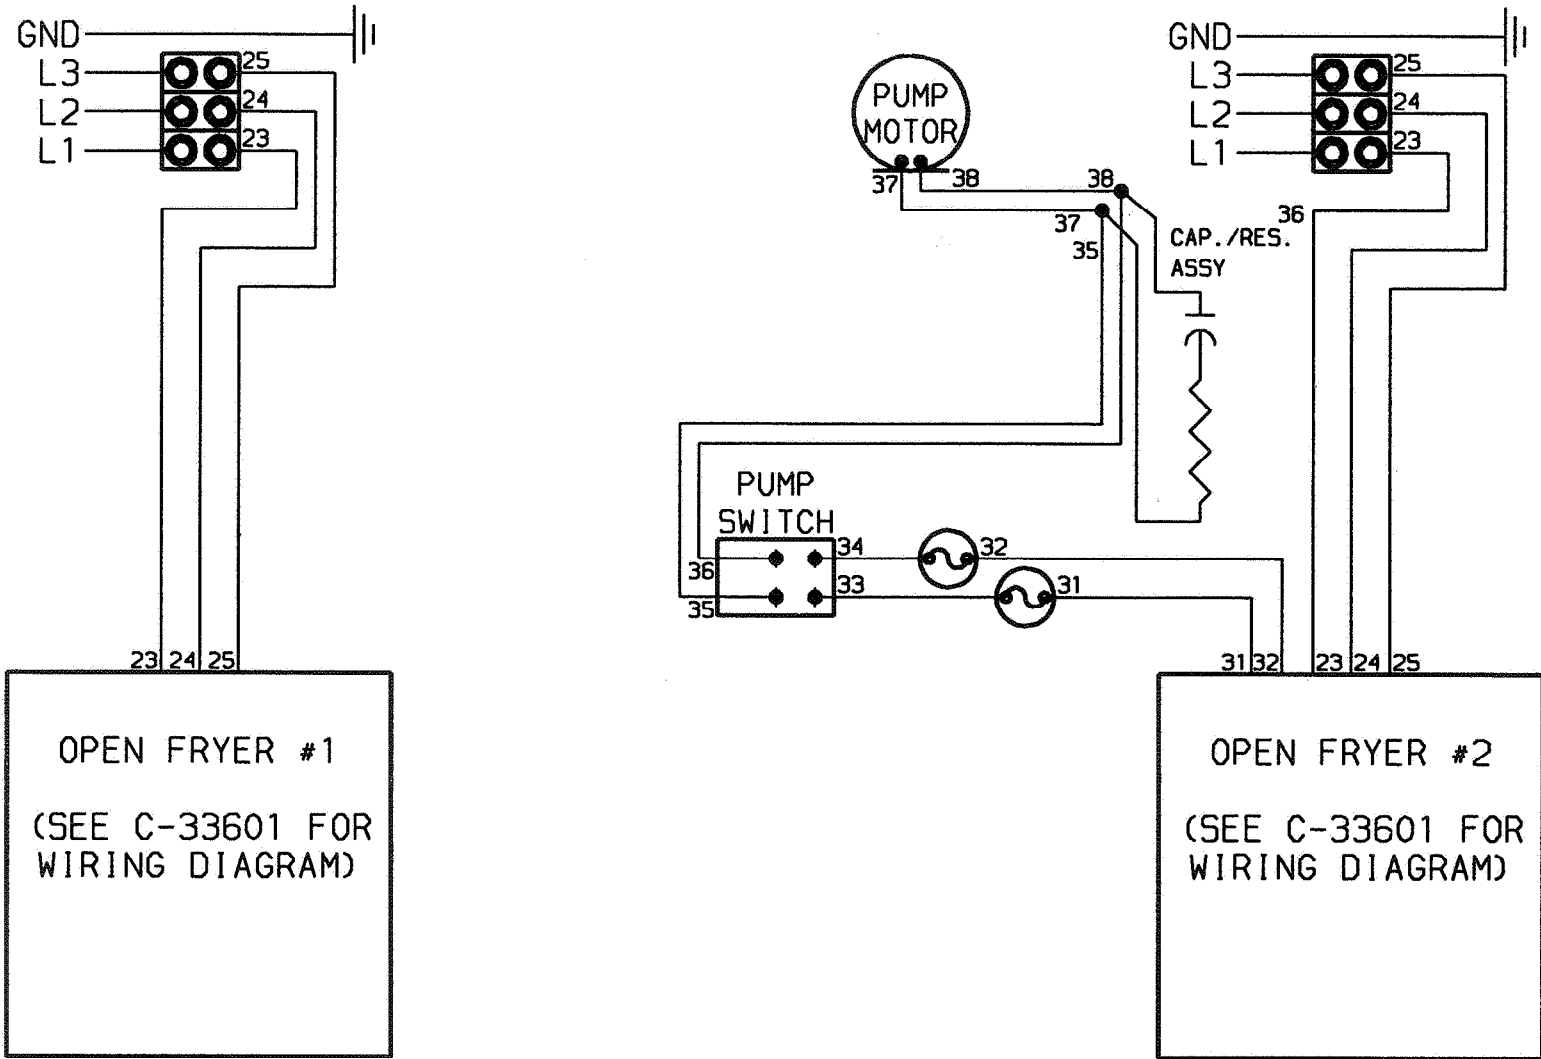 GND
L3
25
L2
24
L1
23
23 24 25
OPEN FRYER #1
(SEE C-33601 FOR
WIRING DIAGRAM)
PUMP
MOTOR
37
38
38
37
35
CAP./RES.
ASSY
36
PUMP
SWITCH
34
32
36
33
31
35
GND
L3
25
L2
24
L1
23
31 32 23 24 25
OPEN FRYER #2
(SEE C-33601 FOR
WIRING DIAGRAM)